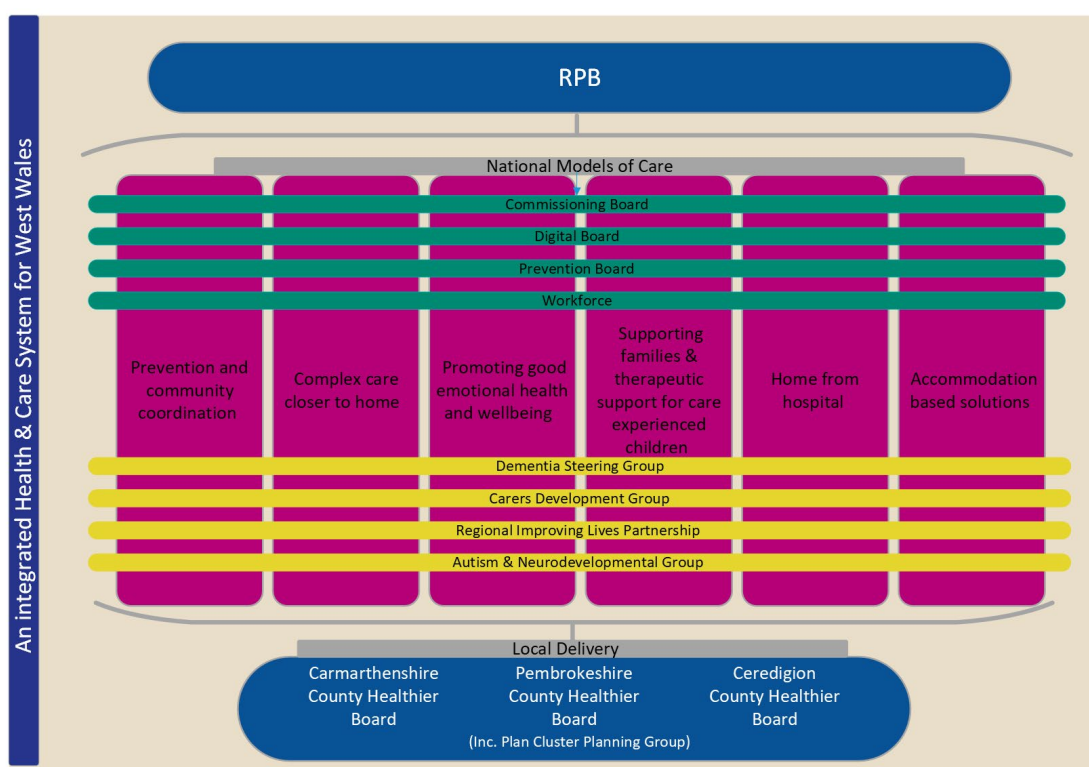 An integrated Health & Care System for West Wales
RPB
National Models of Care
Commissioning Board
Digital Board
Prevention Board
Workforce
Prevention and
community
coordination
Complex care
closer to home
Promoting good
emotional health
and wellbeing
Supporting
families &
therapeutic
support for care
experienced
children
Home from
hospital
Accommodation
based solutions
Dementia Steering Group
Carers Development Group
Regional Improving Lives Partnership
Autism & Neurodevelopmental Group
Local Delivery
Carmarthenshire
County Healthier
Board
Pembrokeshire
County Healthier
Board
(Inc. Plan Cluster Planning Group)
Ceredigion
County Healthier
Board